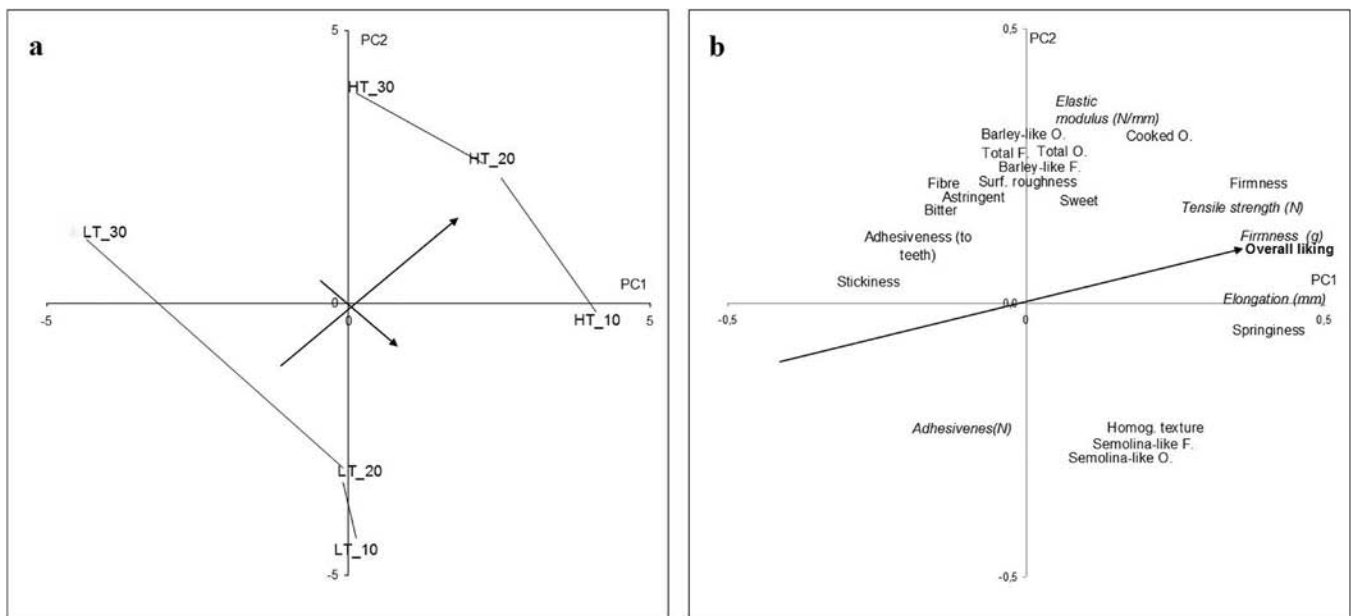 a
5
PC2
HT_30
HT_20
LT_30
PC1
-5
0
0
5
HT_10
LT_20
LT_10
-5
b
0,5
PC2
Elastic
modulus (N/mm)
Barley-like O.
Cooked O.
Total F.
Total O.
Barley-like F.
Fibre
Surf. roughness
Firmness
Astringent
Sweet
Bitter
Tensile strength (N)
Adhesiveness (to
teeth)
Firmness (g)
Overall liking
Stickiness
PC1
-0,5
0,0
Elongation (mm)
0,5
Springiness
Adhesivenes(N)
Homog. texture
Semolina-like F.
Semolina-like O.
-0,5